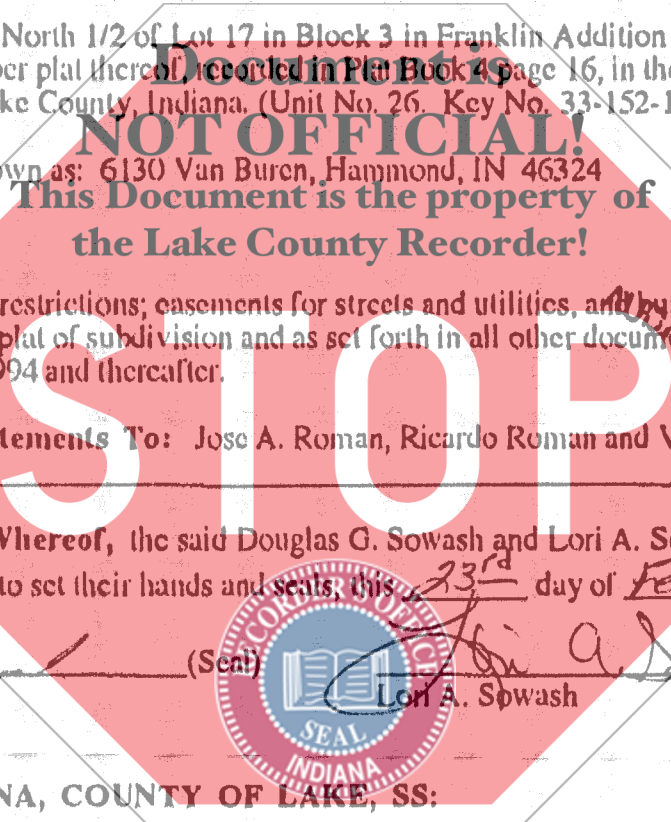 North 1/2 of Lot 17 in Block 3 in Franklin Addition
per plat thereof, recorded in Plat Book 4 page 16, in the
Document is
ke County, Indiana. (Unit No. 26. Key No. 33-152-1
NOT OFFICIAL!
wn as: 6130 Van Buren, Hammond, IN 46324
This Document is the property of
the Lake County Recorder!
restrictions; easements for streets and utilities, and
plat of subdivision and as set forth in all other docum
94 and thereafter.
STOP
tements To: Jose A. Roman, Ricardo Roman and V
Whereof, the said Douglas G. Sowash and Lori A. S
to set their hands and seals, this 23rd day of Fe
(Seal)
Lori A. S
Lori A. Sowash
RECORDER'S OFFICE
SEAL
INDIANA
NA, COUNTY OF LAKE, SS: